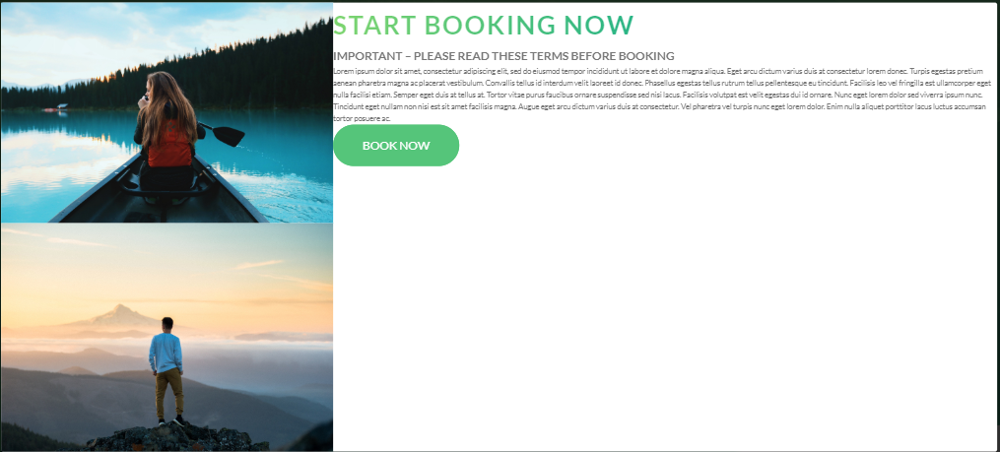 START BOOKING NOW
IMPORTANT – PLEASE READ THESE TERMS BEFORE BOOKING
Lorem ipsum dolor sit amet, consectetur adipiscing elit, sed do eiusmod tempor incididunt ut labore et dolore magna aliqua. Eget arcu dictum varius duis at consectetur lorem donec. Turpis egestas pretium
aenean pharetra magna ac placerat vestibulum. Convallis tellus id interdum velit laoreet id donec. Phasellus egestas tellus rutrum tellus pellentesque eu tincidunt. Facilisis leo vel fringilla est ullamcorper eget
nulla facilisi etiam. Semper eget duis at tellus at. Tortor vitae purus faucibus ornare suspendisse sed nisi lacus. Facilisis volutpat est velit egestas dui id ornare. Nunc eget lorem dolor sed viverra ipsum nunc.
Tincidunt eget nullam non nisi est sit amet facilisis magna. Augue eget arcu dictum varius duis at consectetur. Vel pharetra vel turpis nunc eget lorem dolor. Enim nulla aliquet porttitor lacus luctus accumsan
tortor posuere ac.
BOOK NOW